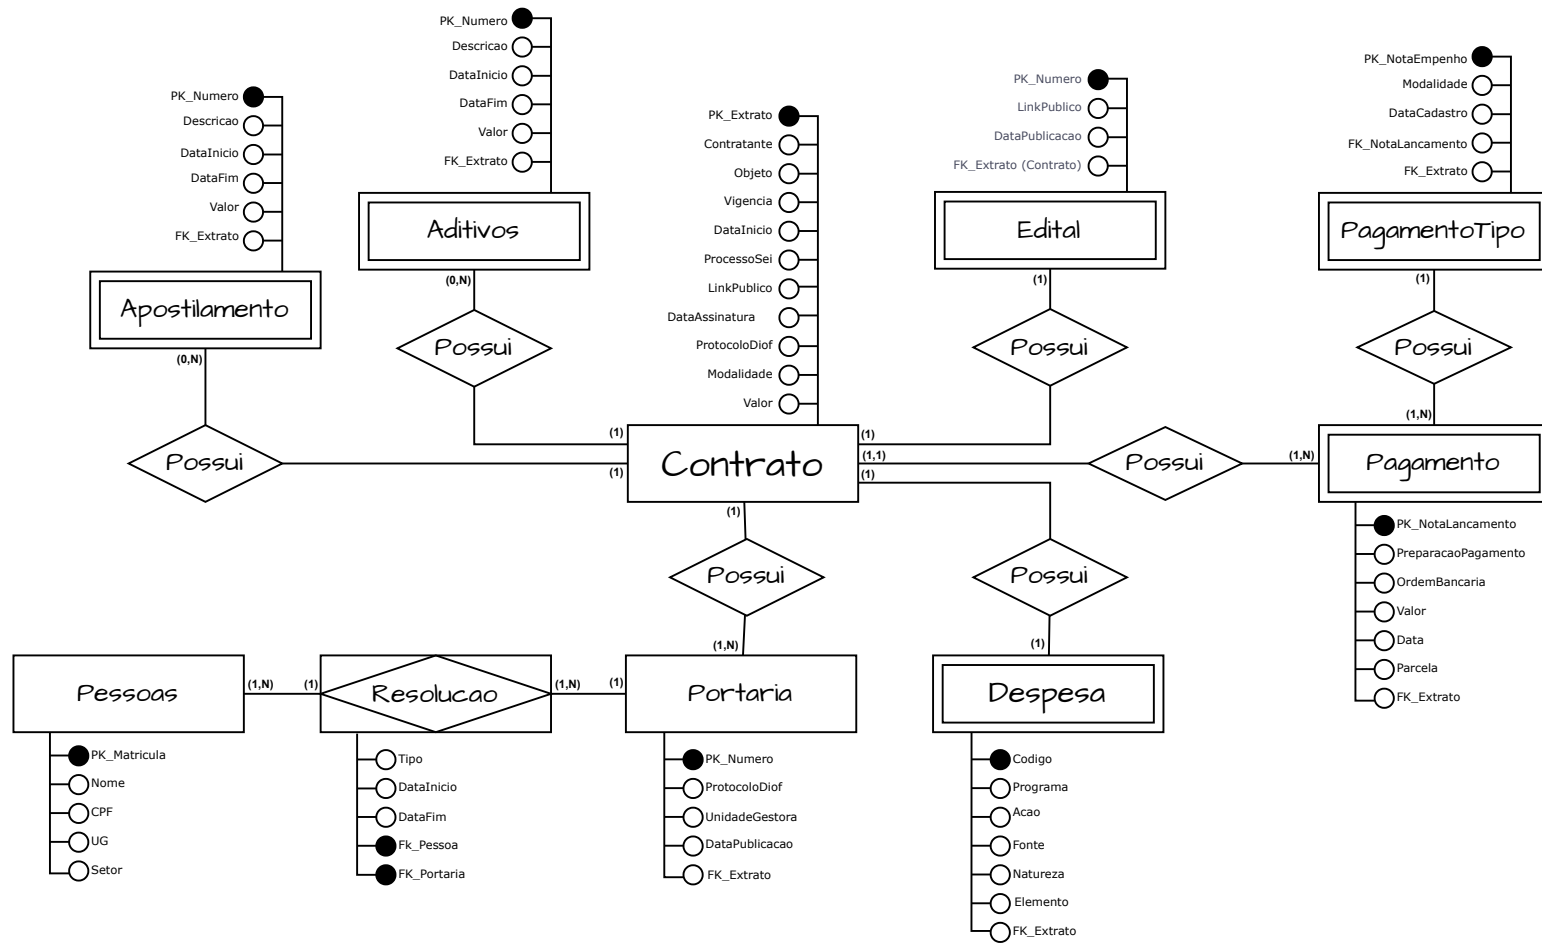 PK_Numero
Descricao
DataInicio
DataFim
Valor
FK_Extrato
Aditivos
(0,N)
Possui
(1)
PK_Numero
Descricao
DataInicio
DataFim
Valor
FK_Extrato
Apostilamento
(0,N)
Possui
(1)
PK_Extrato
Contratante
Objeto
Vigencia
DataInicio
ProcessoSei
LinkPublico
DataAssinatura
ProtocoloDiof
Modalidade
Valor
Contrato
PK_Numero
LinkPublico
DataPublicacao
FK_Extrato (Contrato)
Edital
(1)
Possui
(1)
PK_NotaEmpenho
Modalidade
DataCadastro
FK_NotaLancamento
FK_Extrato
PagamentoTipo
(1)
Possui
(1,N)
(1,1)
Possui
(1,N)
Pagamento
PK_NotaLancamento
PreparacaoPagamento
OrdemBancaria
Valor
Data
Parcela
FK_Extrato
(1)
Possui
(1)
Despesa
Codigo
Programa
Acao
Fonte
Natureza
Elemento
FK_Extrato
(1)
Possui
(1,N)
Pessoas
(1,N)
(1)
Resolucao
(1,N)
(1)
Portaria
PK_Matricula
Nome
CPF
UG
Setor
Tipo
DataInicio
DataFim
Fk_Pessoa
FK_Portaria
PK_Numero
ProtocoloDiof
UnidadeGestora
DataPublicacao
FK_Extrato